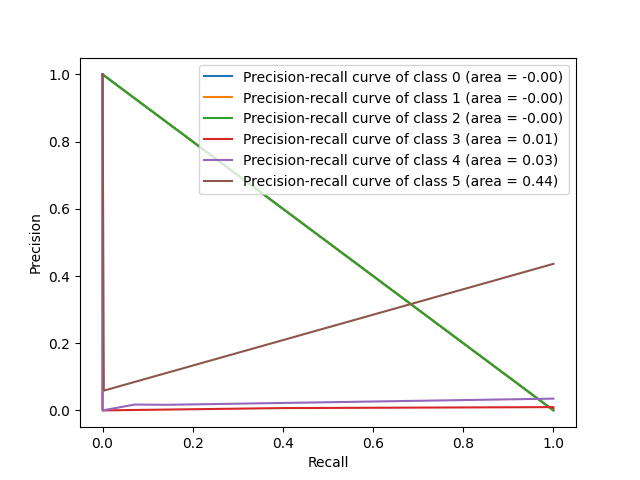 Precision-recall curve of class 0 (area = -0.00)
Precision-recall curve of class 1 (area = -0.00)
Precision-recall curve of class 2 (area = -0.00)
Precision-recall curve of class 3 (area = 0.01)
Precision-recall curve of class 4 (area = 0.03)
Precision-recall curve of class 5 (area = 0.44)
1.0
0.8
0.6
0.4
0.2
0.0
Precision
0.0 0.2 0.4 0.6 0.8 1.0
Recall